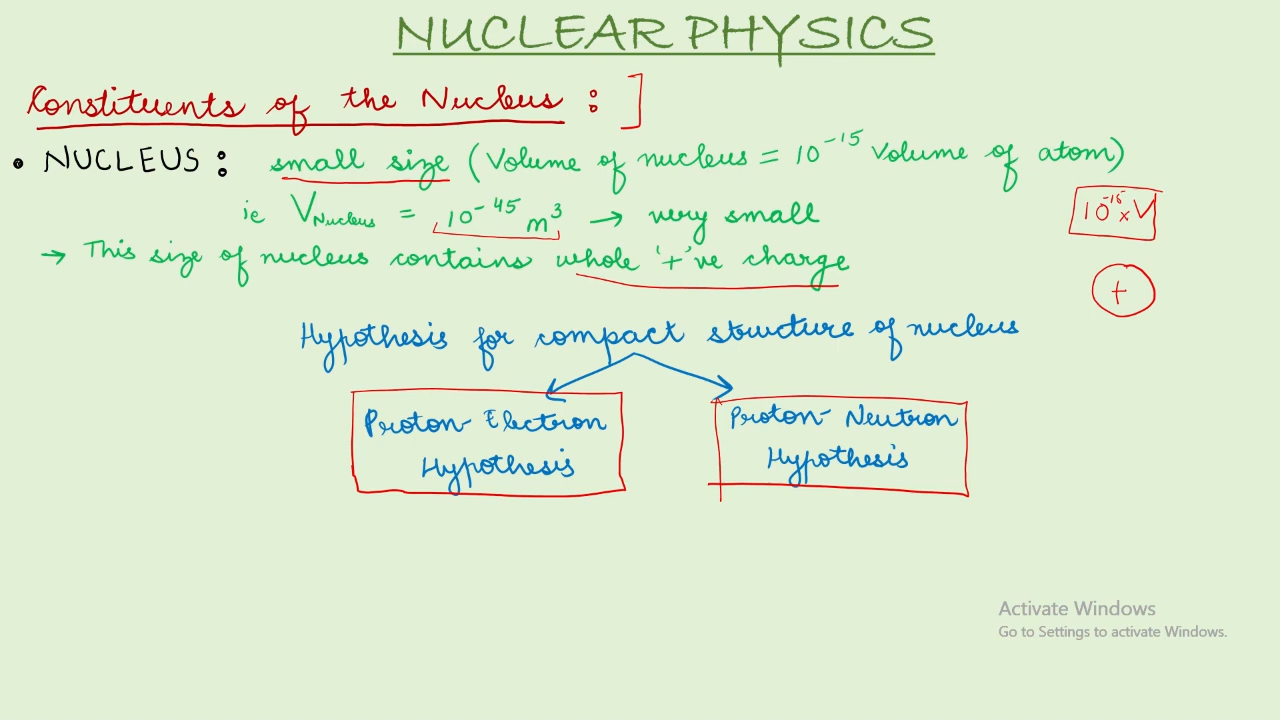 NUCLEAR PHYSICS
Constituents of the Nucleus :
• NUCLEUS : small size (Volume of nucleus = 10⁻¹⁵ Volume of atom)
ie V_Nucleus = 10⁻⁴⁵ m³ → very small
10⁻¹⁵ x V
→ This size of nucleus contains whole '+'ve charge
+
Hypothesis for compact structure of nucleus
Proton- Electron
Hypothesis
Proton- Neutron
Hypothesis
Activate Windows
Go to Settings to activate Windows.